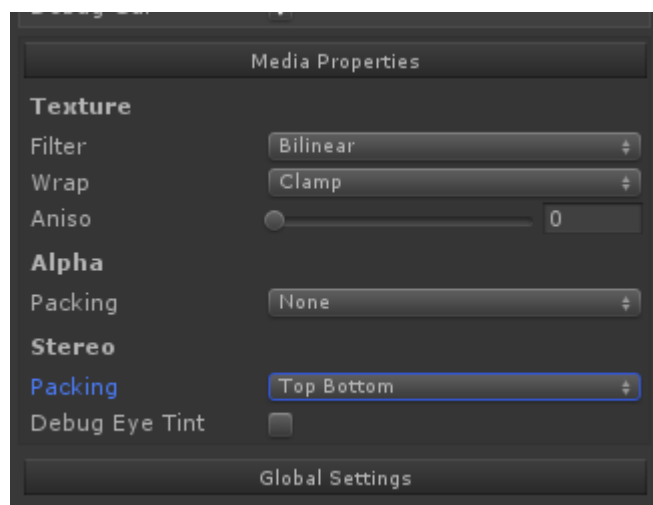 Media Properties
Texture
Filter Bilinear
Wrap Clamp
Aniso 0
Alpha
Packing None
Stereo
Packing Top Bottom
Debug Eye Tint
Global Settings